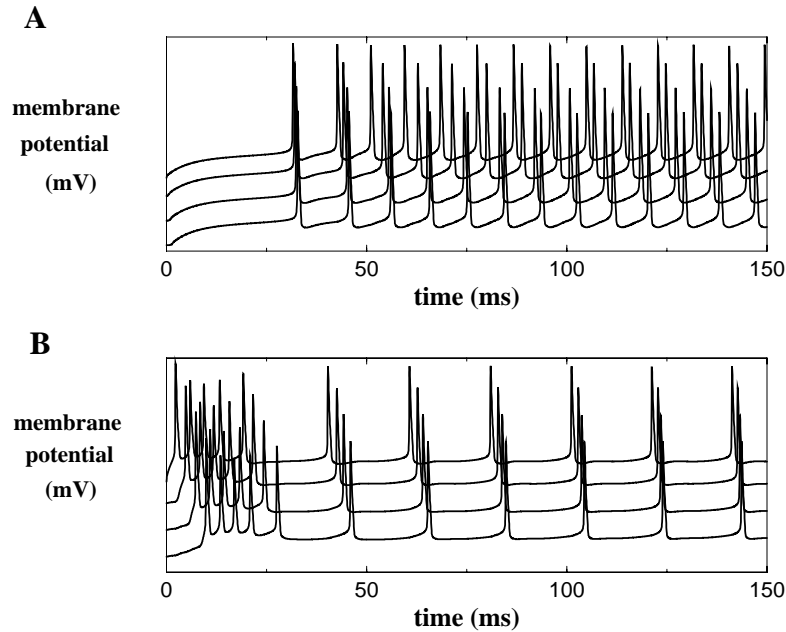 A
membrane
potential
(mV)
0 50 100 150
time (ms)
B
membrane
potential
(mV)
0 50 100 150
time (ms)